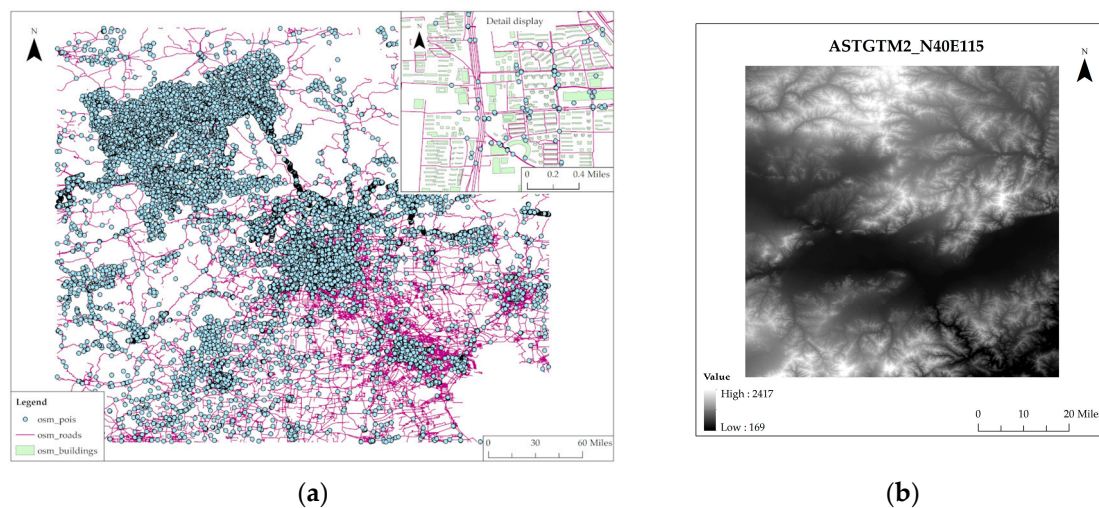 N
Detail display
N
0 0.2 0.4 Miles
Legend
osm_pois
osm_roads
osm_buildings
0 30 60 Miles
(a)
ASTGTM2_N40E115
N
Value
High : 2417
Low : 169
0 10 20 Miles
(b)